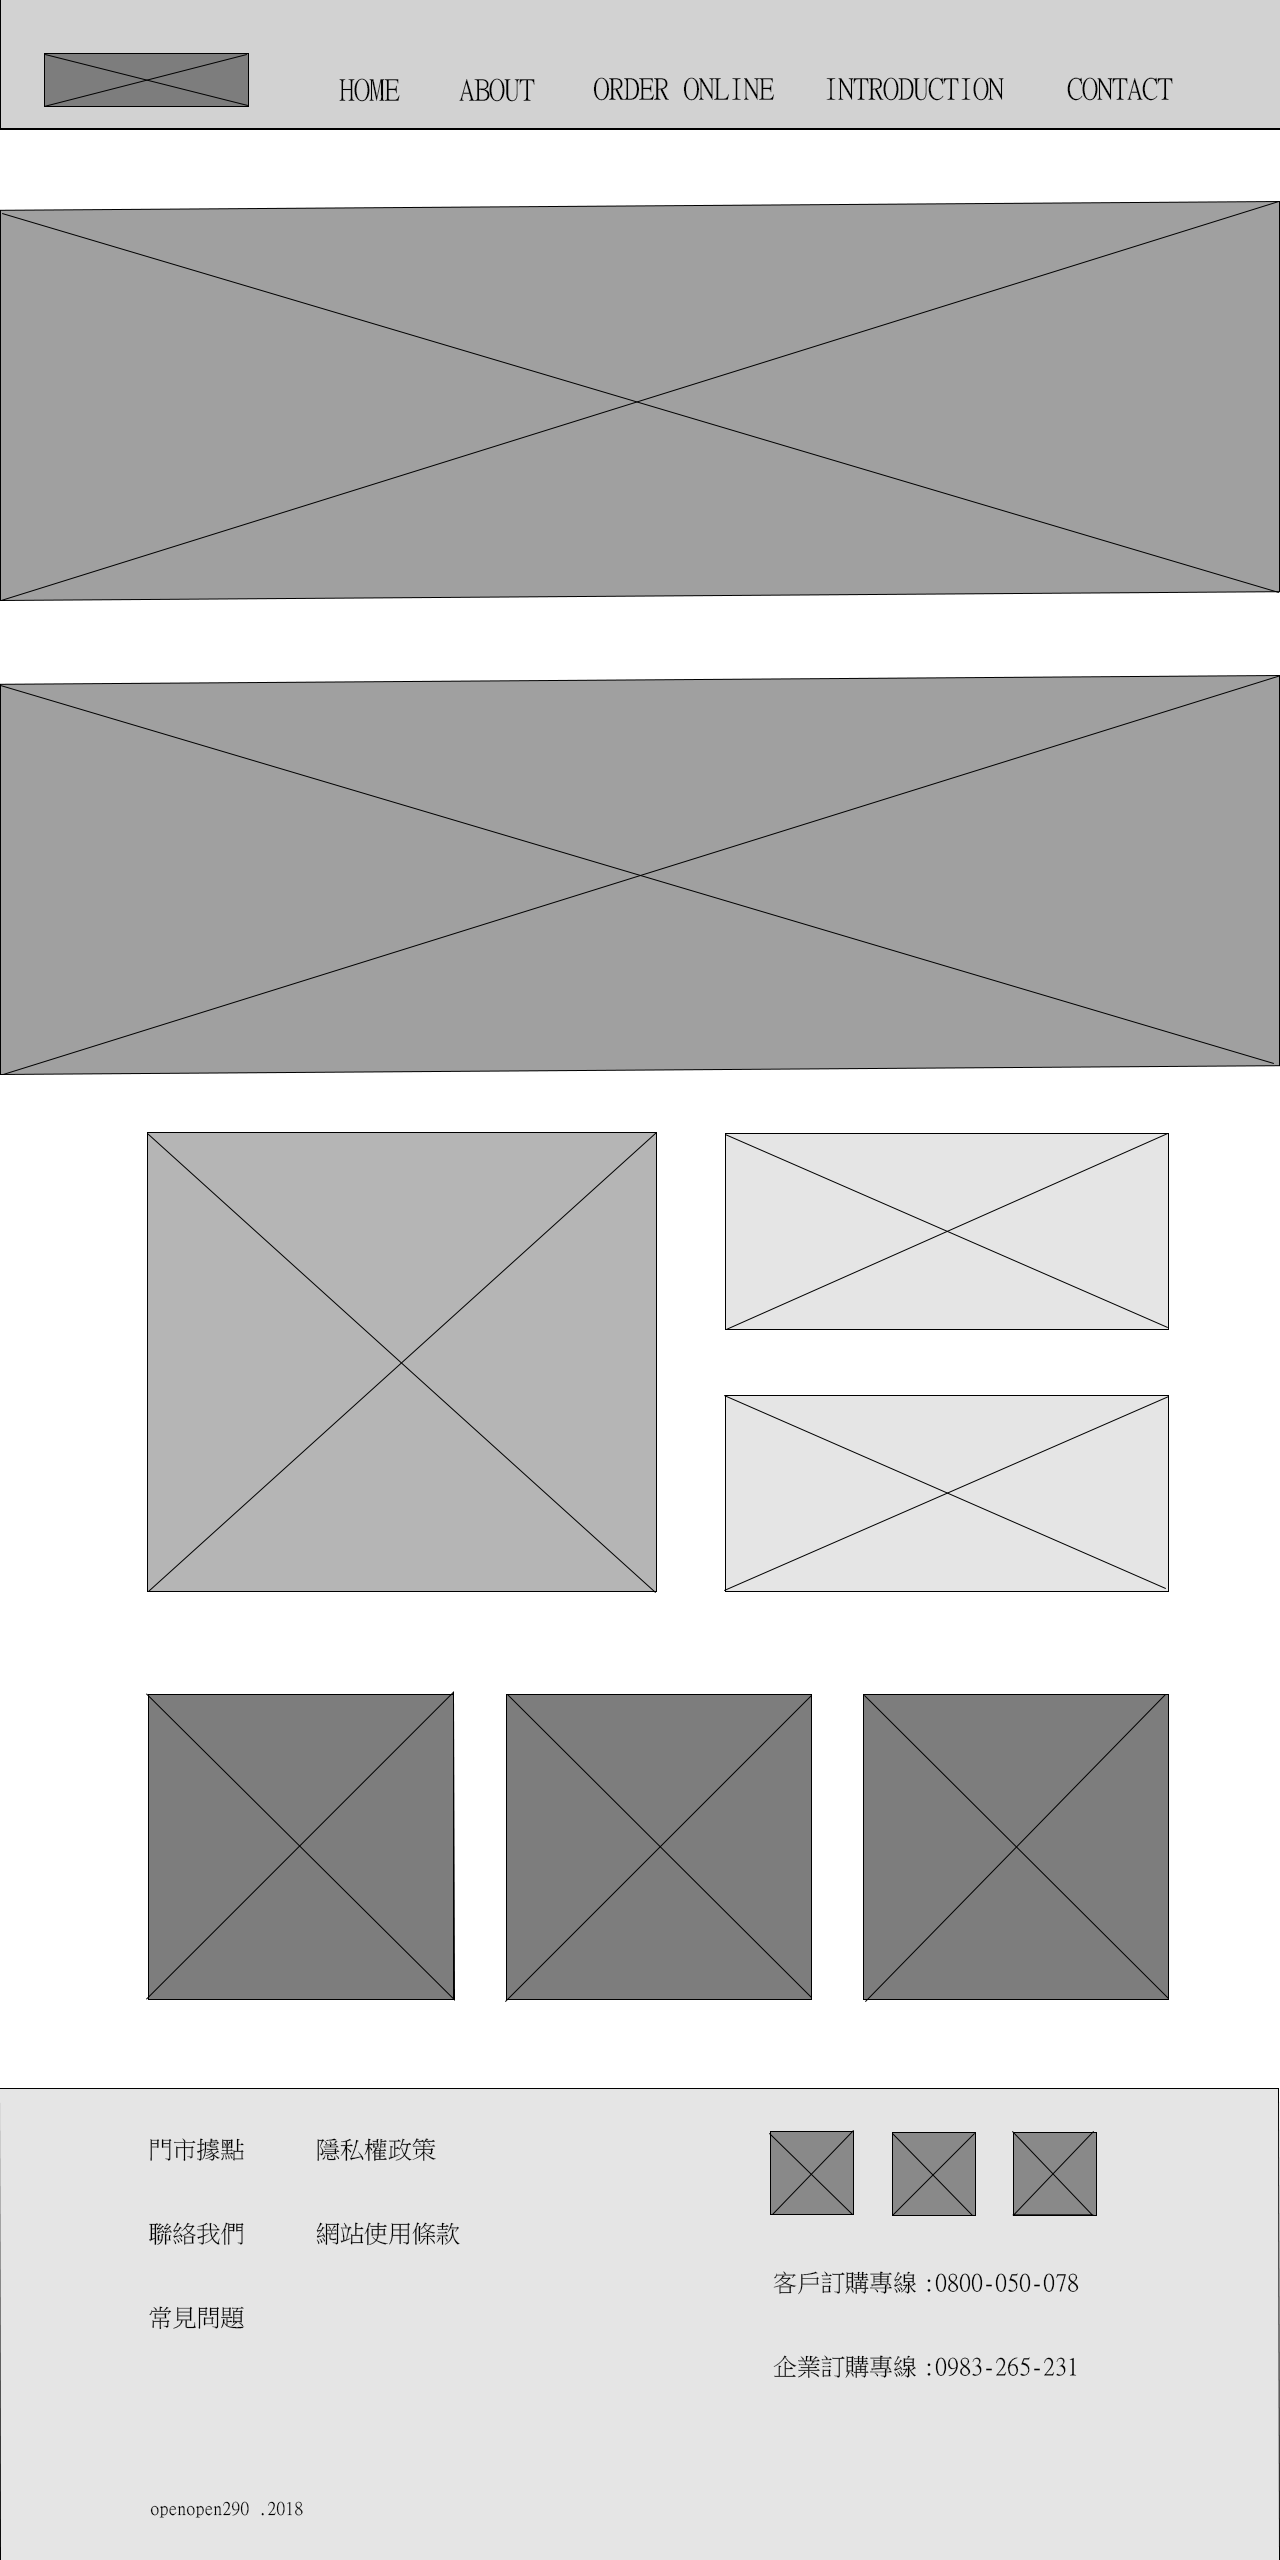 HOME ABOUT ORDER ONLINE INTRODUCTION CONTACT
門市據點 隱私權政策
聯絡我們 網站使用條款
常見問題
客戶訂購專線 :0800-050-078
企業訂購專線 :0983-265-231
openopen290 .2018